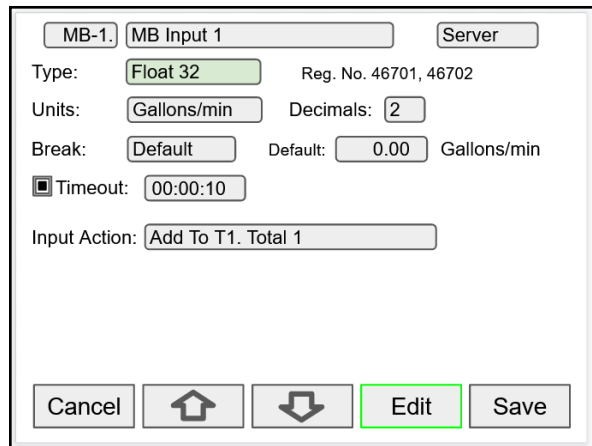 MB-1. MB Input 1 Server
Type: Float 32 Reg. No. 46701, 46702
Units: Gallons/min Decimals: 2
Break: Default Default: 0.00 Gallons/min
Timeout: 00:00:10
Input Action: Add To T1. Total 1
Cancel Edit Save